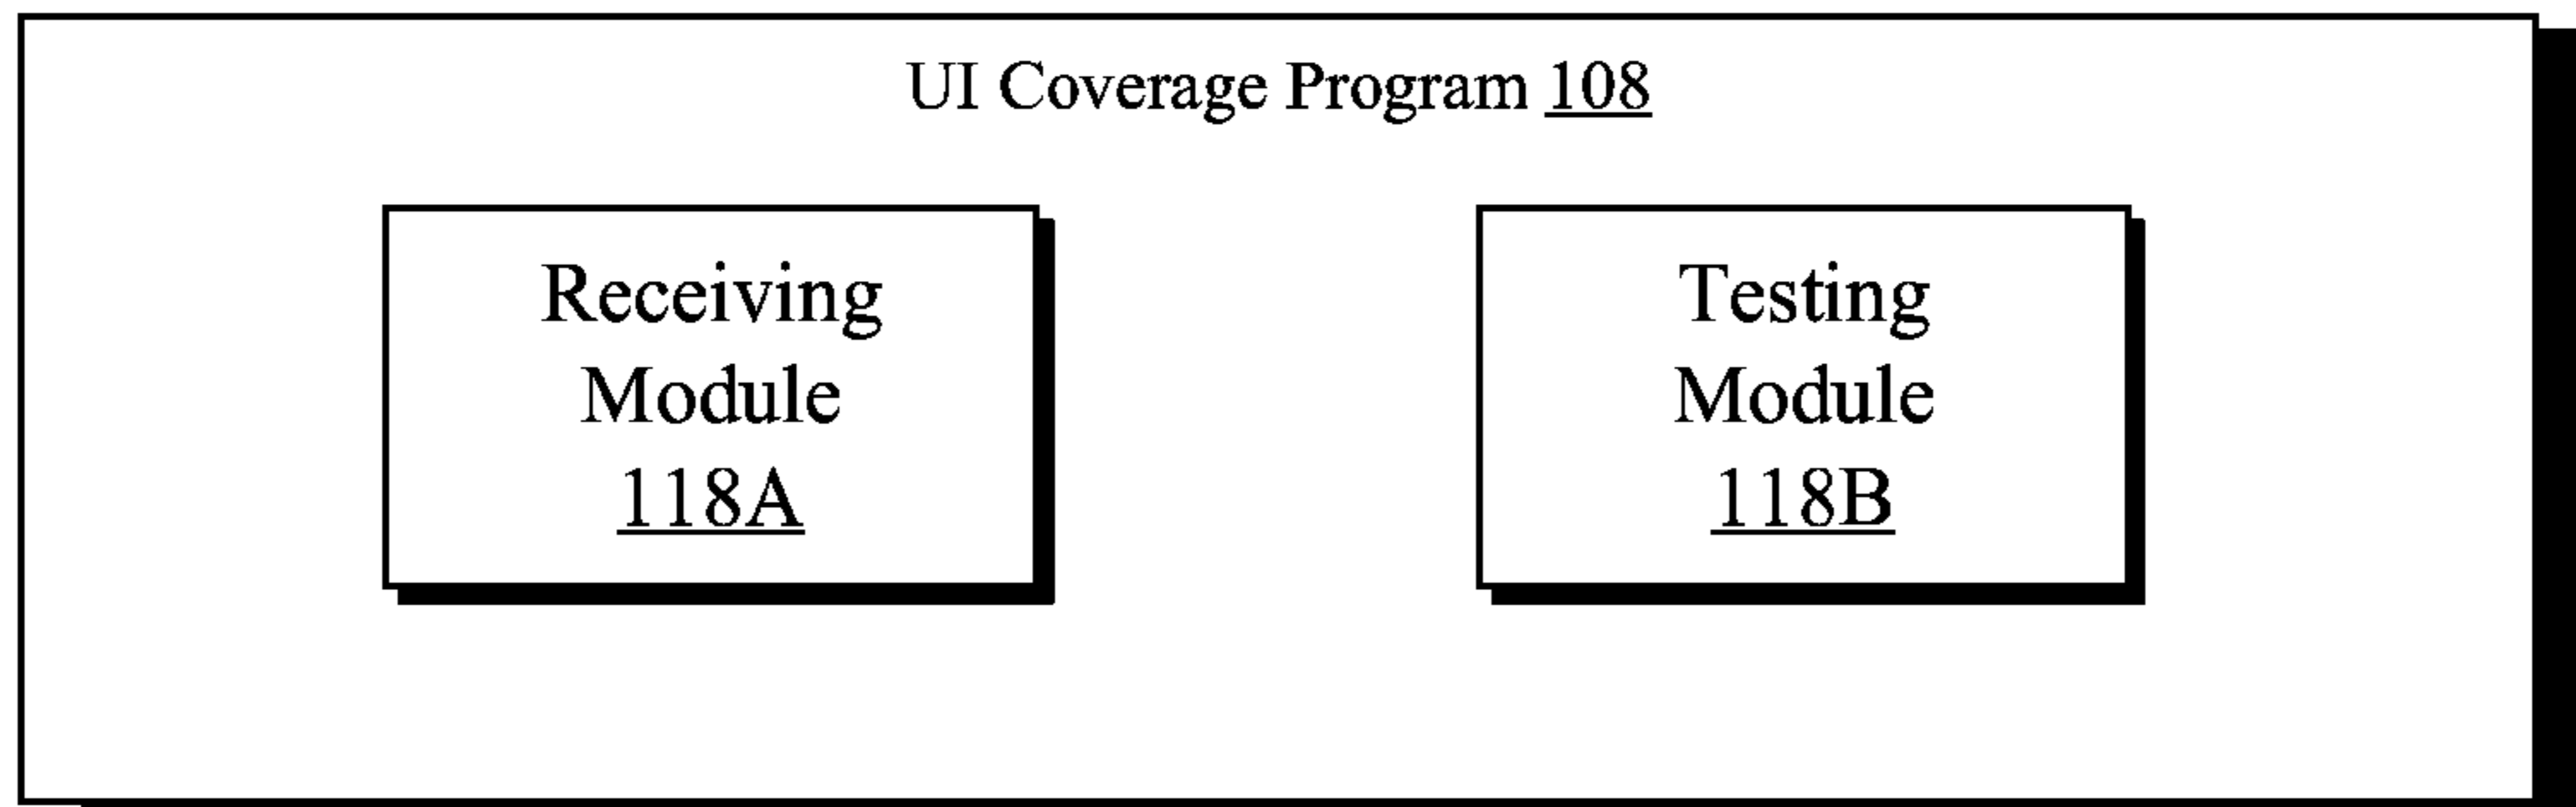 UI Coverage Program 108
Receiving
Module
118A
Testing
Module
118B